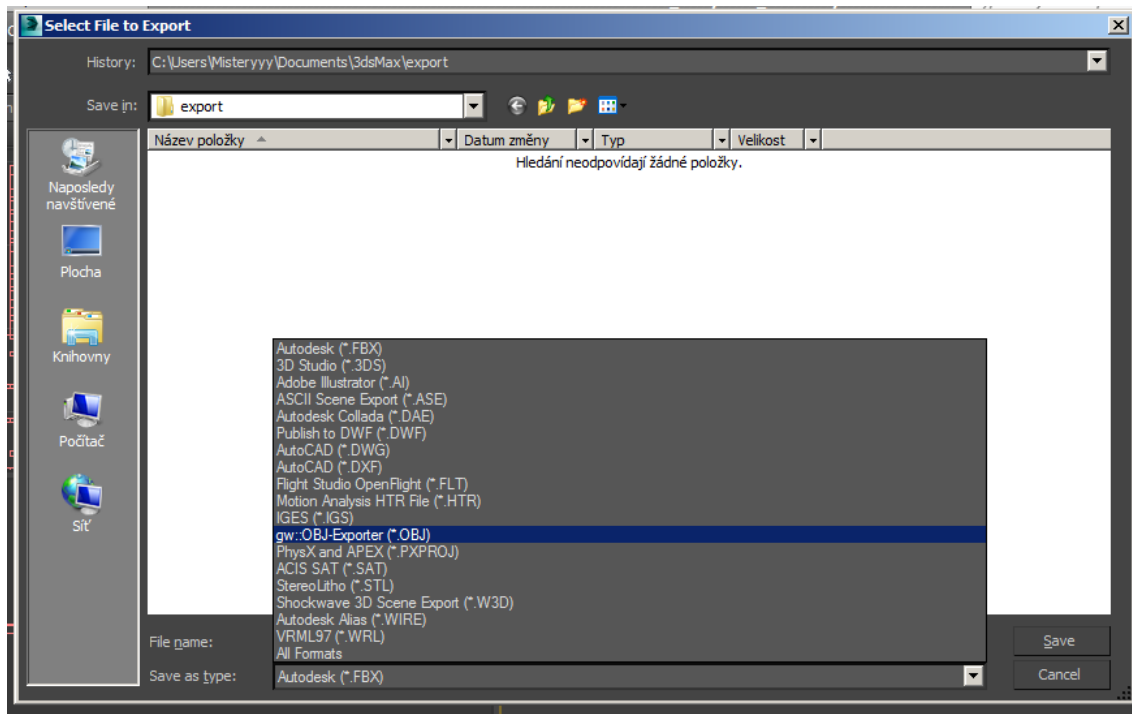 Select File to Export
History: C:\Users\Misteryyy\Documents\3dsMax\export
Save in: export
Název položky Datum změny Typ Velikost
Hledání neodpovídají žádné položky.
Naposledy
navštívené
Plocha
Knihovny
Počítač
Síť
Autodesk (*.FBX)
3D Studio (*.3DS)
Adobe Illustrator (*.AI)
ASCII Scene Export (*.ASE)
Autodesk Collada (*.DAE)
Publish to DWF (*.DWF)
AutoCAD (*.DWG)
AutoCAD (*.DXF)
Flight Studio OpenFlight (*.FLT)
Motion Analysis HTR File (*.HTR)
IGES (*.IGS)
gw::OBJ-Exporter (*.OBJ)
PhysX and APEX (*.PXPROJ)
ACIS SAT (*.SAT)
StereoLitho (*.STL)
Shockwave 3D Scene Export (*.W3D)
Autodesk Alias (*.WIRE)
VRML97 (*.WRL)
All Formats
File name: Save
Save as type: Autodesk (*.FBX) Cancel